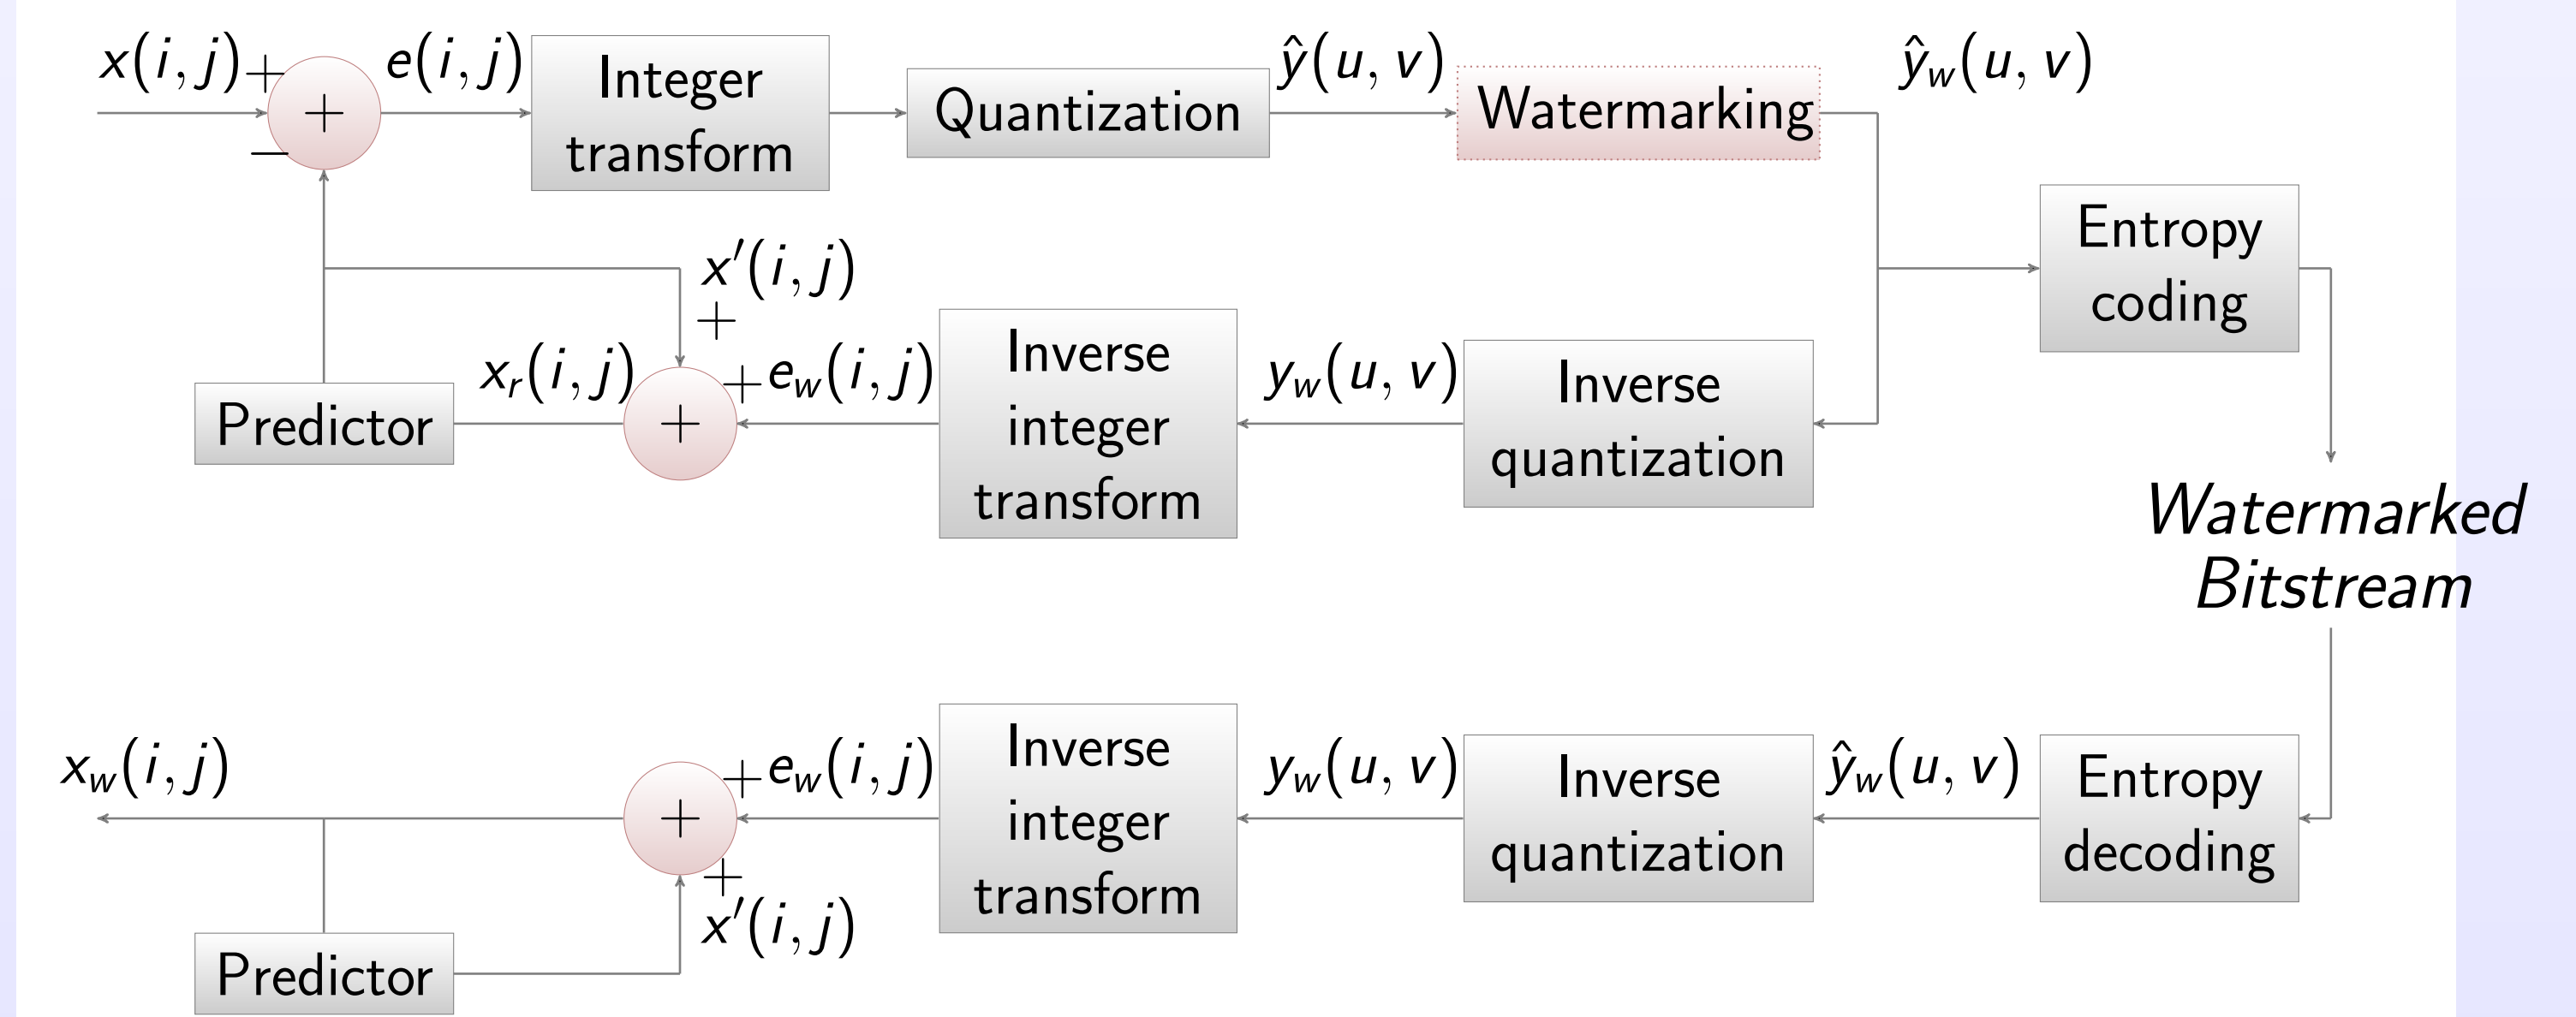 x(i, j)
+
+
−
e(i, j)
Integer
transform
Quantization
ŷ(u, v)
Watermarking
ŷ_w(u, v)
Entropy
coding
x′(i, j)
+
Predictor
x_r(i, j)
+
+
e_w(i, j)
Inverse
integer
transform
y_w(u, v)
Inverse
quantization
Watermarked
Bitstream
x_w(i, j)
+
+
+
x′(i, j)
e_w(i, j)
Inverse
integer
transform
y_w(u, v)
Inverse
quantization
ŷ_w(u, v)
Entropy
decoding
Predictor